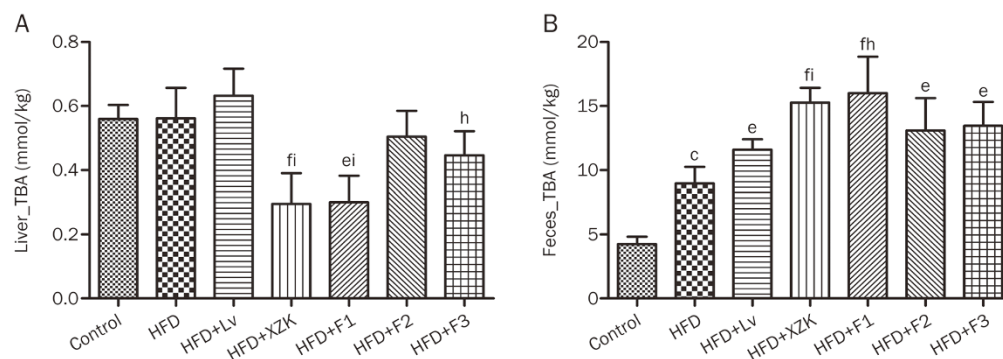 A
Liver_TBA (mmol/kg)
0.8
0.6
0.4
0.2
0.0
fi
ei
h
Control
HFD
HFD+Lv
HFD+XZK
HFD+F1
HFD+F2
HFD+F3
B
Feces_TBA (mmol/kg)
20
15
10
5
0
c
e
fi
fh
e
e
Control
HFD
HFD+Lv
HFD+XZK
HFD+F1
HFD+F2
HFD+F3